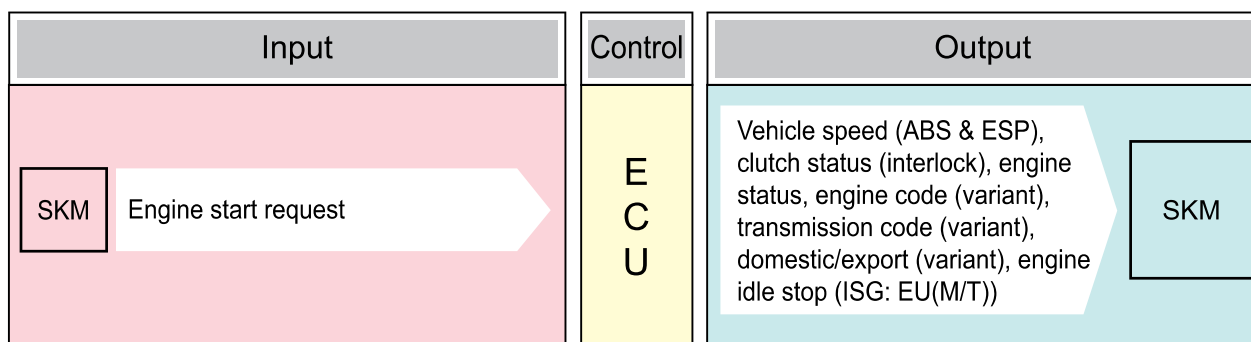 Input
Control
Output
SKM
Engine start request
E
C
U
Vehicle speed (ABS & ESP),
clutch status (interlock), engine
status, engine code (variant),
transmission code (variant),
domestic/export (variant), engine
idle stop (ISG: EU(M/T))
SKM